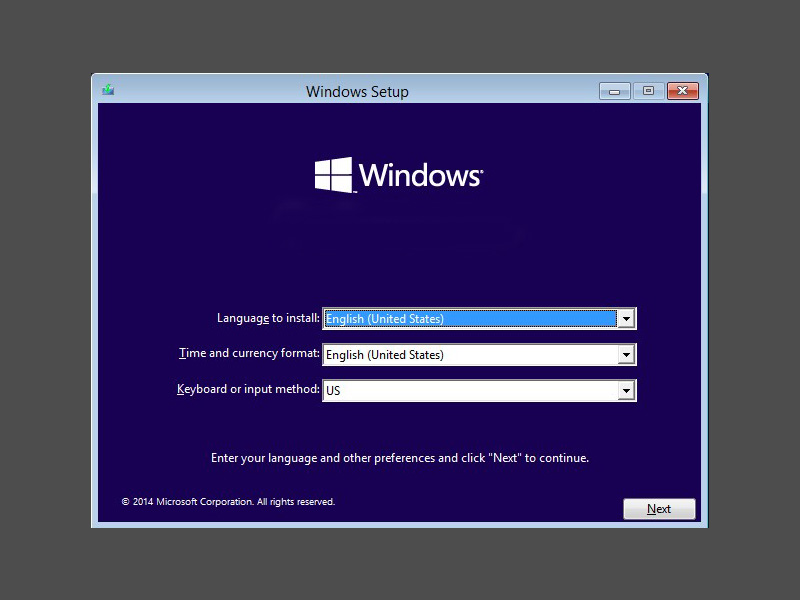 Windows Setup
Windows®
Language to install: English (United States)
Time and currency format: English (United States)
Keyboard or input method: US
Enter your language and other preferences and click "Next" to continue.
© 2014 Microsoft Corporation. All rights reserved.
Next